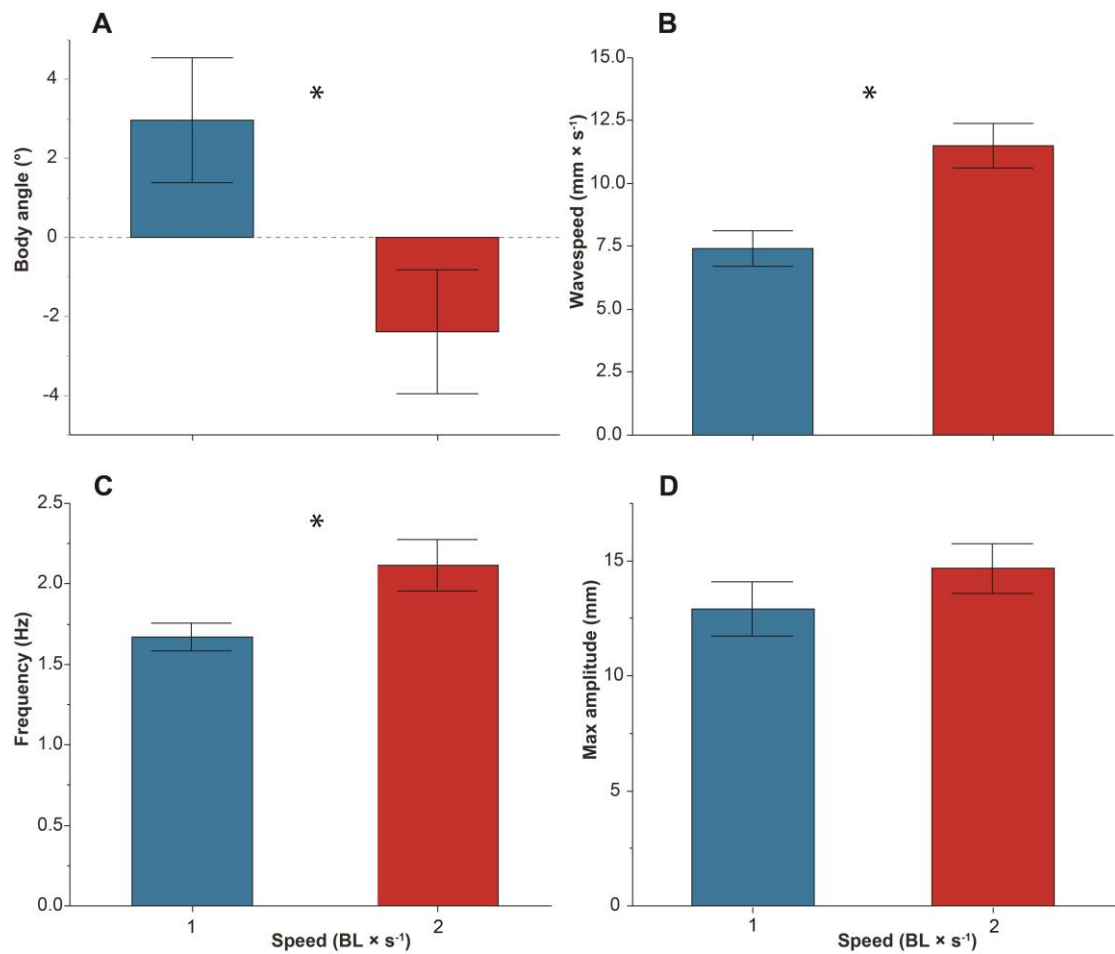 A
Body angle (°)
4
2
0
-2
-4
*
B
Wavespeed (mm × s⁻¹)
15.0
12.5
10.0
7.5
5.0
2.5
0.0
*
C
Frequency (Hz)
2.5
2.0
1.5
1.0
0.5
0.0
*
1
2
Speed (BL × s⁻¹)
D
Max amplitude (mm)
15
10
5
0
1
2
Speed (BL × s⁻¹)